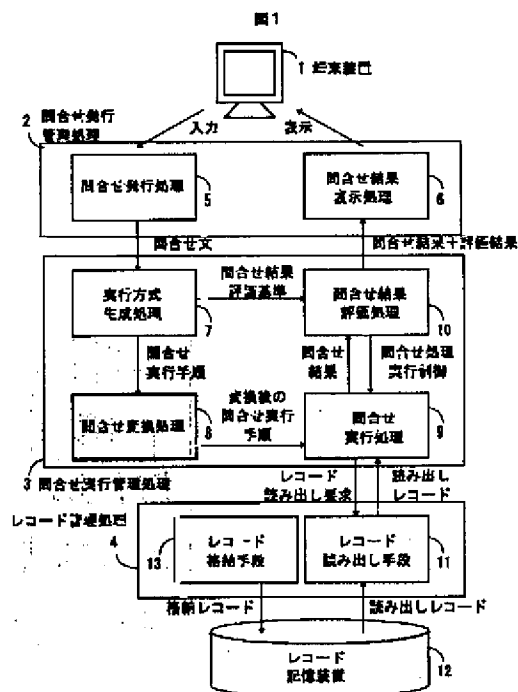 図1
1 端末装置
2 問合せ発行
管理処理
入力
表示
問合せ発行処理
5
問合せ結果
表示処理
6
問合せ文
問合せ結果+評価結果
実行方式
生成処理
7
問合せ結果
評価基準
問合せ結果
評価処理
10
問合せ
実行手順
問合せ
結果
問合せ処理
実行制御
問合せ変換処理
8
変換後の
問合せ実行
手順
問合せ
実行処理
9
3 問合せ実行管理処理
レコード
読み出し要求
読み出し
レコード
レコード管理処理
4
13
レコード
格納手段
レコード
読み出し手段
11
格納レコード
読み出しレコード
レコード
記憶装置
12